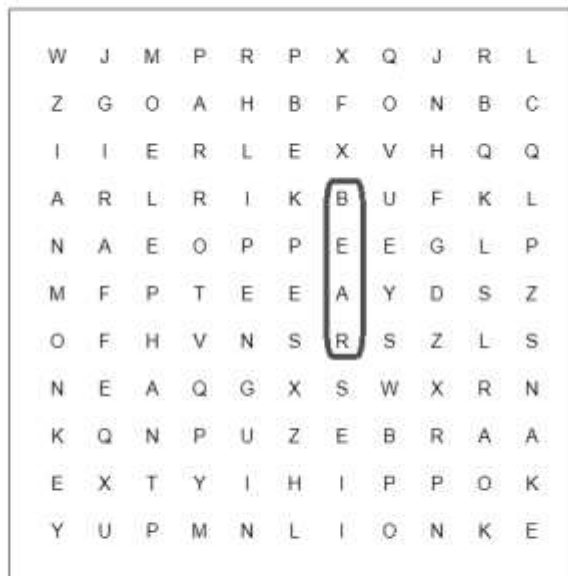 W J M P R P X Q J R L
Z G O A H B F O N B C
I I E R L E X V H Q Q
A R L R I K B U F K L
N A E O P P E E G L P
M F P T E E A Y D S Z
O F H V N S R S Z L S
N E A Q G X S W X R N
K Q N P U Z E B R A A
E X T Y I H I P P O K
Y U P M N L I O N K E